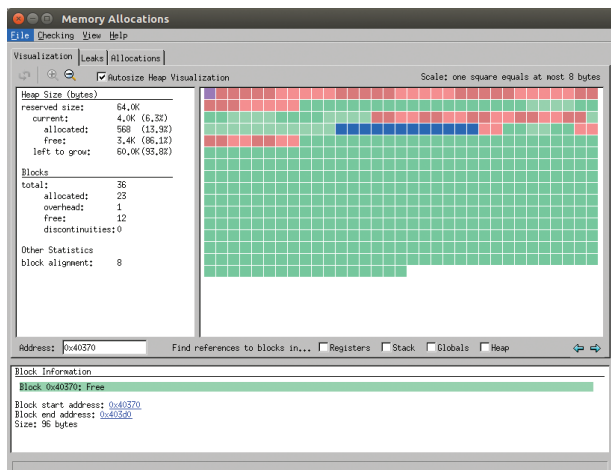 Memory Allocations
File Checking View Help
Visualization Leaks Allocations
Autosize Heap Visualization Scale: one square equals at most 8 bytes
Heap Size (bytes)
reserved size: 64.0K
current: 4.0K (6.3%)
allocated: 568 (13.9%)
free: 3.4K (86.1%)
left to grow: 60.0K(93.8%)
Blocks
total: 36
allocated: 23
overhead: 1
free: 12
discontinuities:0
Other Statistics
block alignment: 8
Address: 0x40370 Find references to blocks in... Registers Stack Globals Heap
Block Information
Block 0x40370: Free
Block start address: 0x40370
Block end address: 0x403d0
Size: 96 bytes